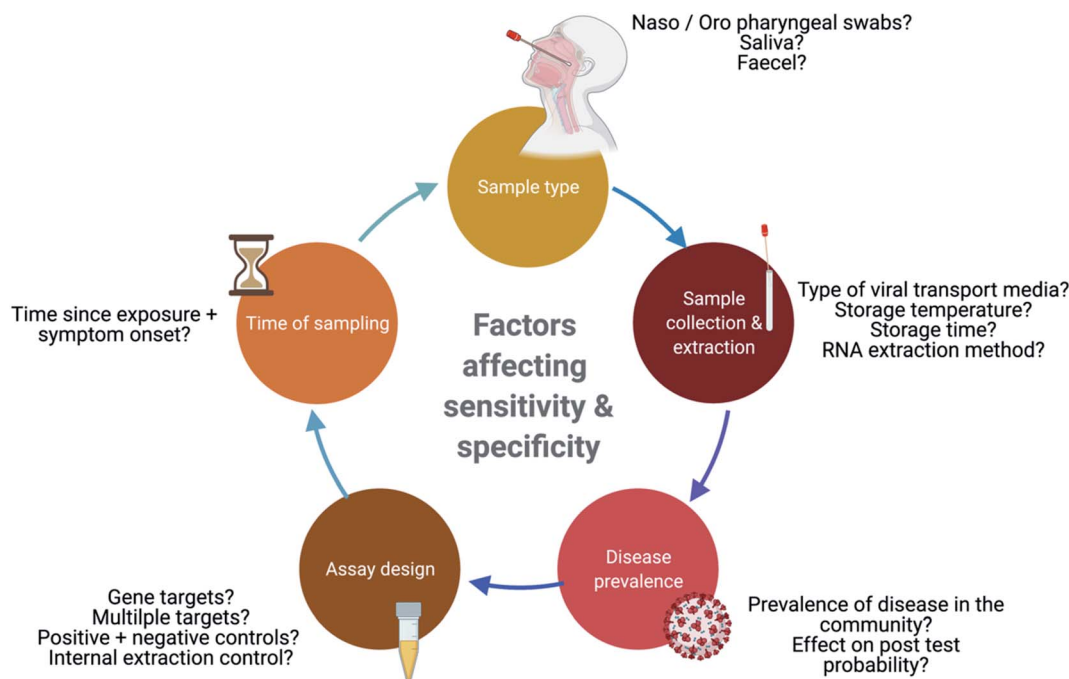 Naso / Oro pharyngeal swabs?
Saliva?
Faecel?
Sample type
Sample
collection &
extraction
Type of viral transport media?
Storage temperature?
Storage time?
RNA extraction method?
Time of sampling
Time since exposure +
symptom onset?
Factors
affecting
sensitivity &
specificity
Disease
prevalence
Prevalence of disease in the
community?
Effect on post test
probability?
Assay design
Gene targets?
Multilple targets?
Positive + negative controls?
Internal extraction control?